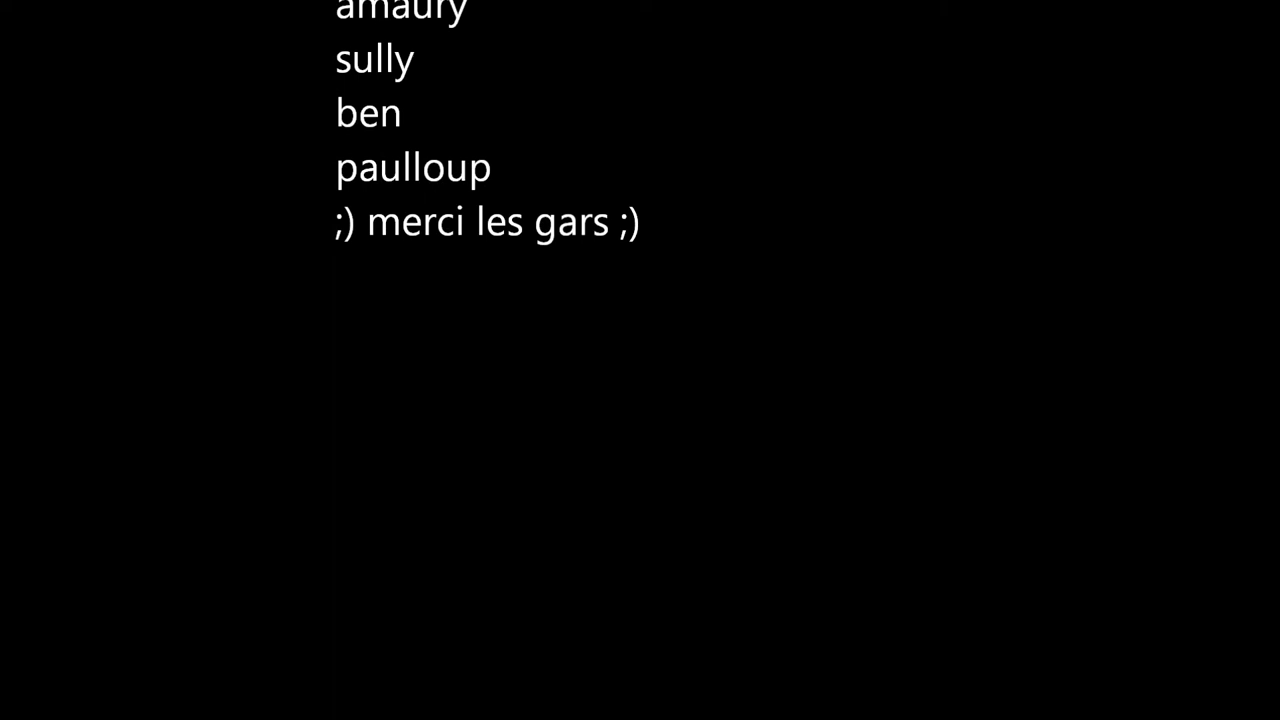 amaury
sully
ben
paulloup
;) merci les gars ;)